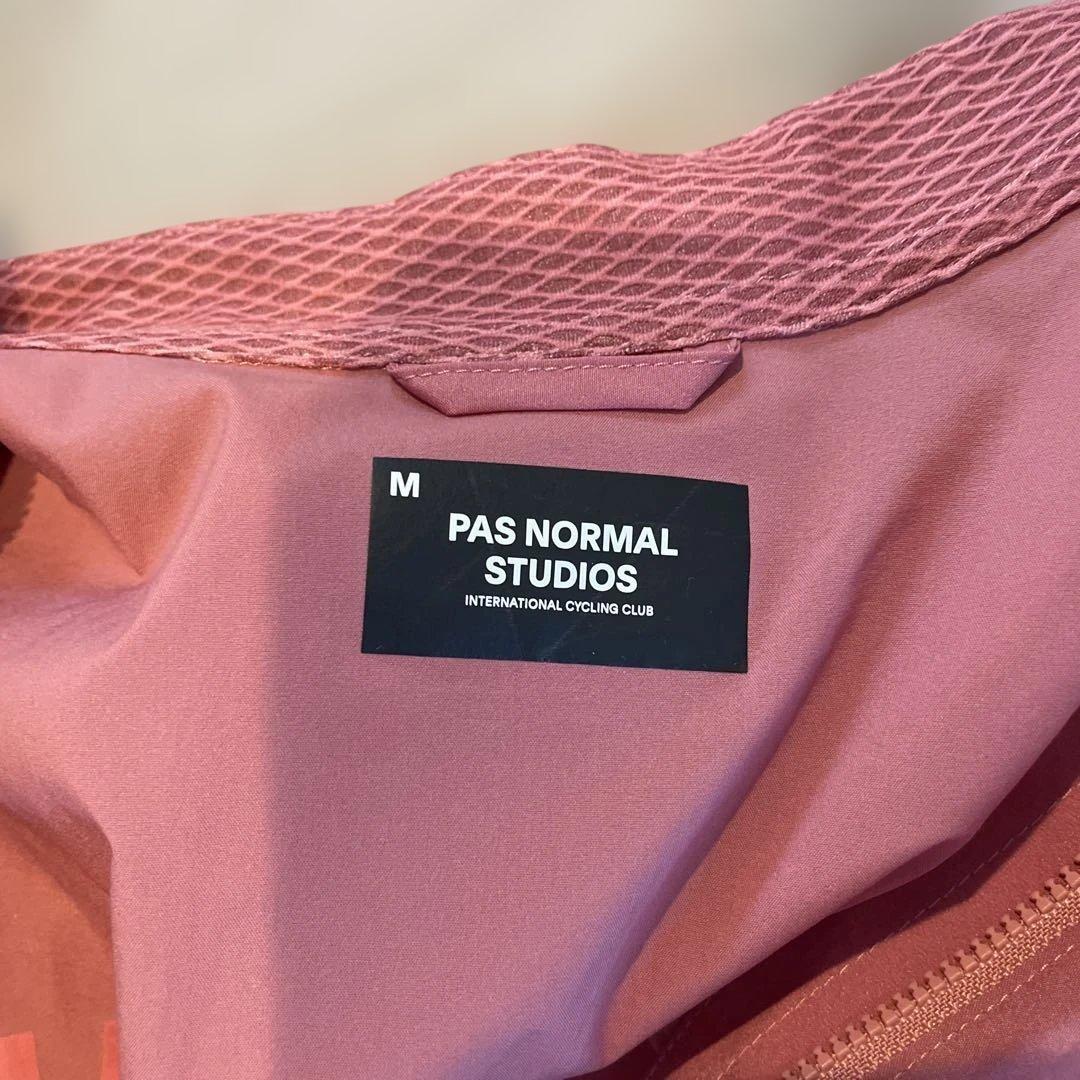 M
PAS NORMAL
STUDIOS
INTERNATIONAL CYCLING CLUB